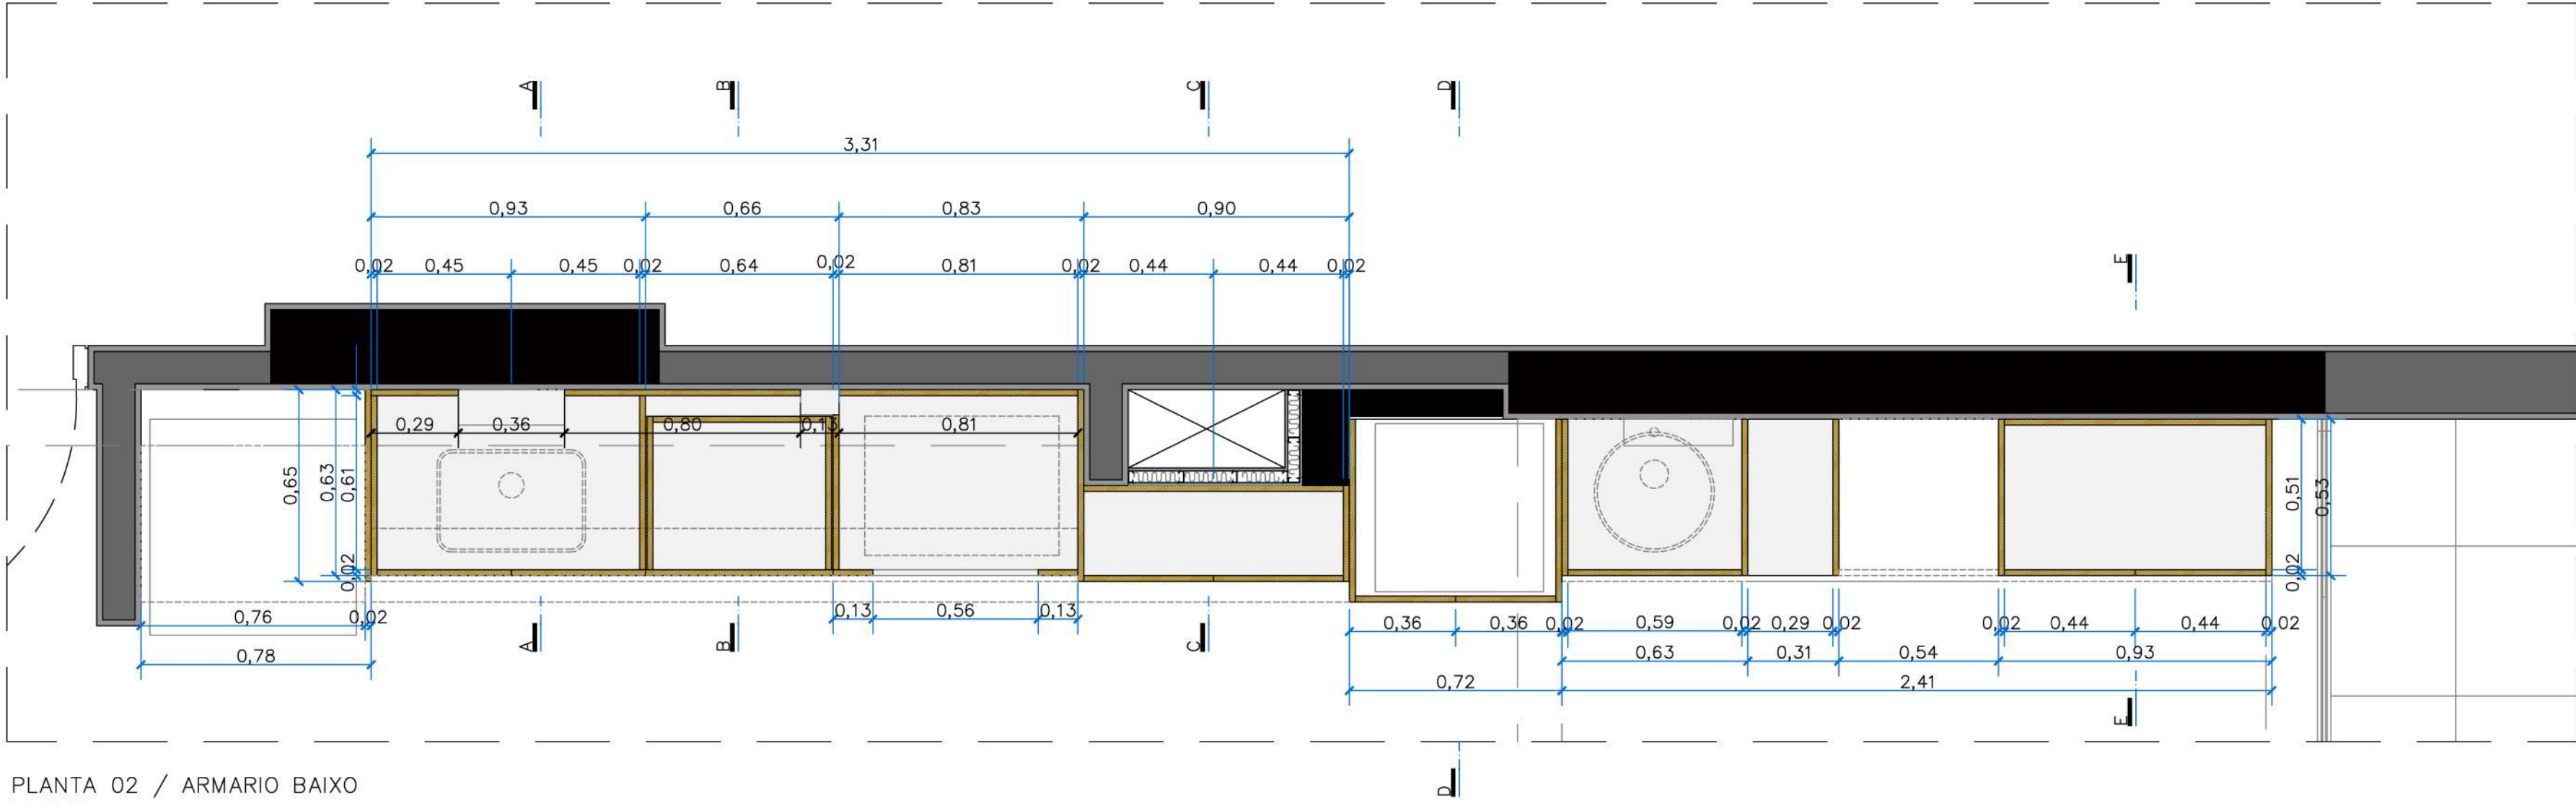 A B C D
3,31
0,93 0,66 0,83 0,90
0,02 0,45 0,45 0,02 0,64 0,02 0,81 0,02 0,44 0,44 0,02
E
0,29 0,36 0,80 0,13 0,81
0,65 0,63 0,61 0,51 0,53
0,02 0,02
0,76 0,02 0,13 0,56 0,13 0,36 0,36 0,02 0,59 0,02 0,29 0,02 0,02 0,44 0,44 0,02
A B C
0,78 0,63 0,31 0,54 0,93
0,72 2,41
E
D
PLANTA 02 / ARMARIO BAIXO